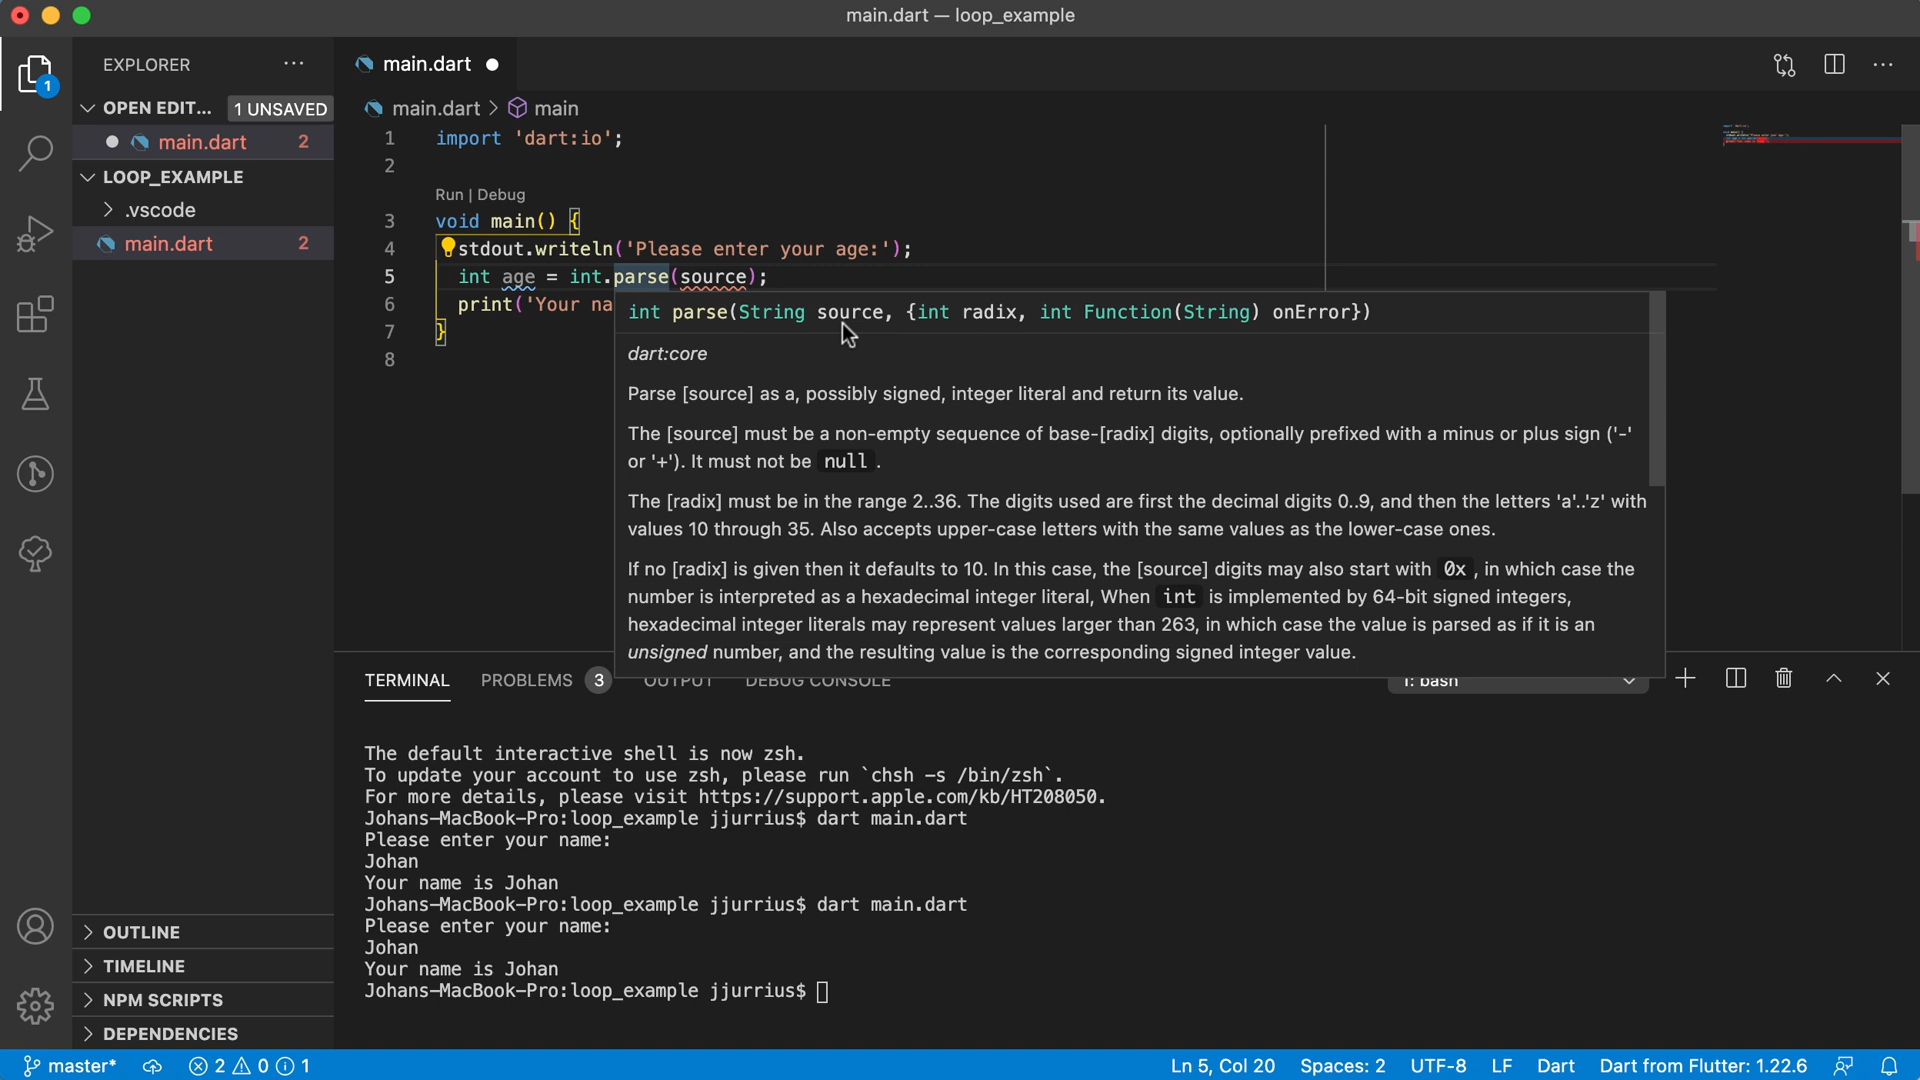 main.dart — loop_example
EXPLORER
main.dart
1
OPEN EDIT... 1 UNSAVED
main.dart 2
LOOP_EXAMPLE
.vscode
main.dart 2
main.dart > main
1 import 'dart:io';
2
Run | Debug
3 void main() {
4 stdout.writeln('Please enter your age:');
5 int age = int.parse(source);
6 print('Your na
7 }
8
int parse(String source, {int radix, int Function(String) onError})
dart:core
Parse [source] as a, possibly signed, integer literal and return its value.
The [source] must be a non-empty sequence of base-[radix] digits, optionally prefixed with a minus or plus sign ('-'
or '+'). It must not be null .
The [radix] must be in the range 2..36. The digits used are first the decimal digits 0..9, and then the letters 'a'..'z' with
values 10 through 35. Also accepts upper-case letters with the same values as the lower-case ones.
If no [radix] is given then it defaults to 10. In this case, the [source] digits may also start with 0x , in which case the
number is interpreted as a hexadecimal integer literal, When int is implemented by 64-bit signed integers,
hexadecimal integer literals may represent values larger than 263, in which case the value is parsed as if it is an
unsigned number, and the resulting value is the corresponding signed integer value.
TERMINAL PROBLEMS 3 OUTPUT DEBUG CONSOLE 1: bash
The default interactive shell is now zsh.
To update your account to use zsh, please run `chsh -s /bin/zsh`.
For more details, please visit https://support.apple.com/kb/HT208050.
Johans-MacBook-Pro:loop_example jjurrius$ dart main.dart
Please enter your name:
Johan
Your name is Johan
Johans-MacBook-Pro:loop_example jjurrius$ dart main.dart
Please enter your name:
Johan
Your name is Johan
Johans-MacBook-Pro:loop_example jjurrius$
OUTLINE
TIMELINE
NPM SCRIPTS
DEPENDENCIES
master* 2 0 1 Ln 5, Col 20 Spaces: 2 UTF-8 LF Dart Dart from Flutter: 1.22.6